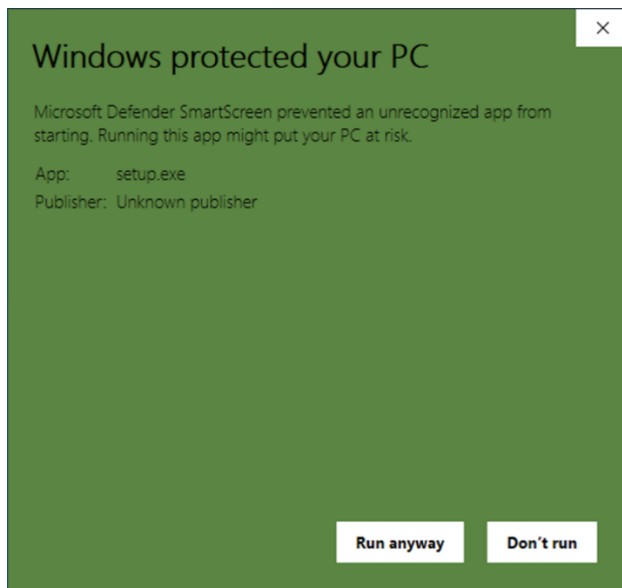 Windows protected your PC
Microsoft Defender SmartScreen prevented an unrecognized app from
starting. Running this app might put your PC at risk.
App: setup.exe
Publisher: Unknown publisher
Run anyway Don’t run